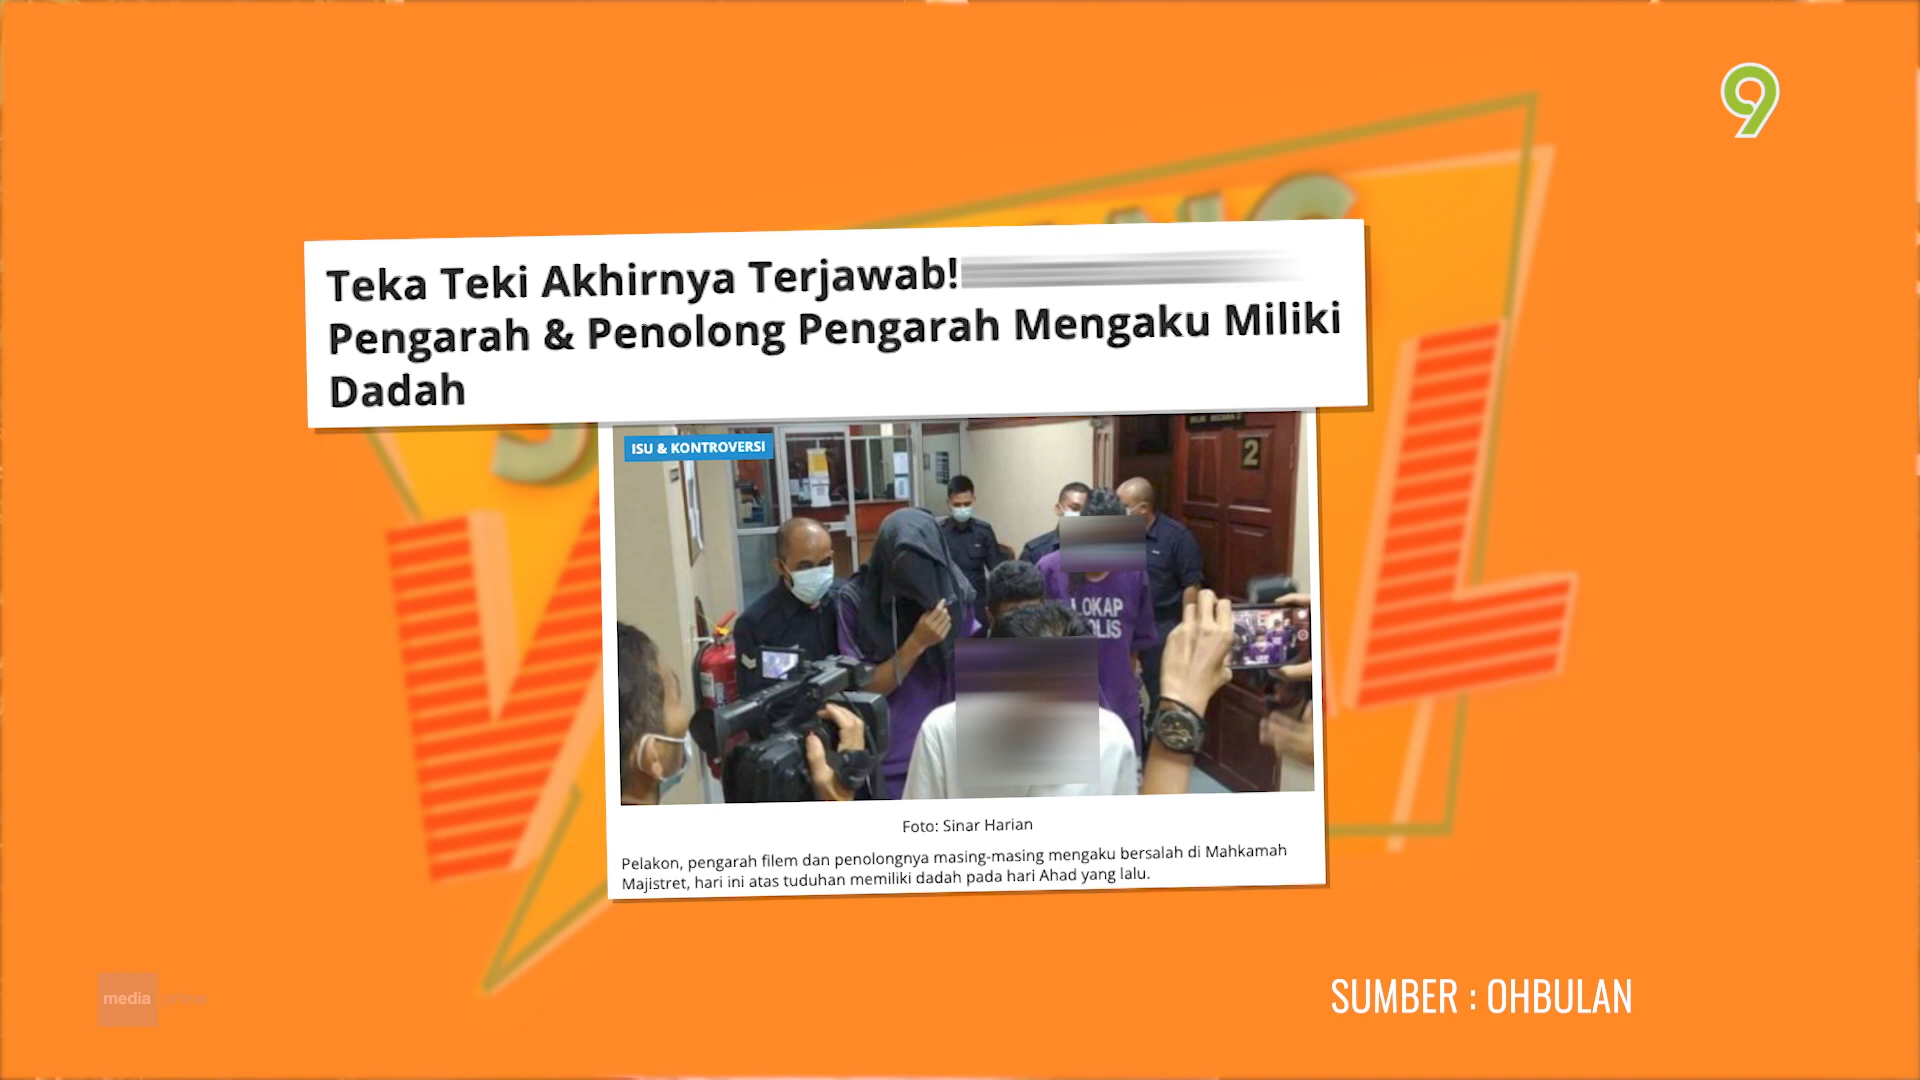 9
Teka Teki Akhirnya Terjawab!
Pengarah & Penolong Pengarah Mengaku Miliki
Dadah
ISU & KONTROVERSI
2
LOKAP
Foto: Sinar Harian
Pelakon, pengarah filem dan penolongnya masing-masing mengaku bersalah di Mahkamah
Majistret, hari ini atas tuduhan memiliki dadah pada hari Ahad yang lalu.
media
SUMBER : OHBULAN